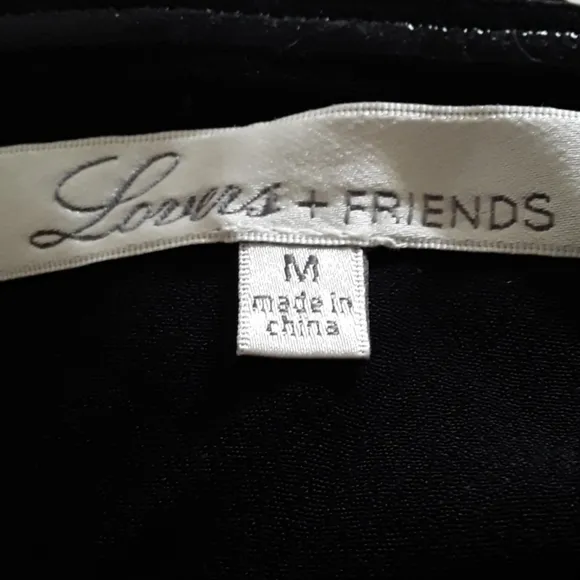 Lovers + FRIENDS
M
made in
china